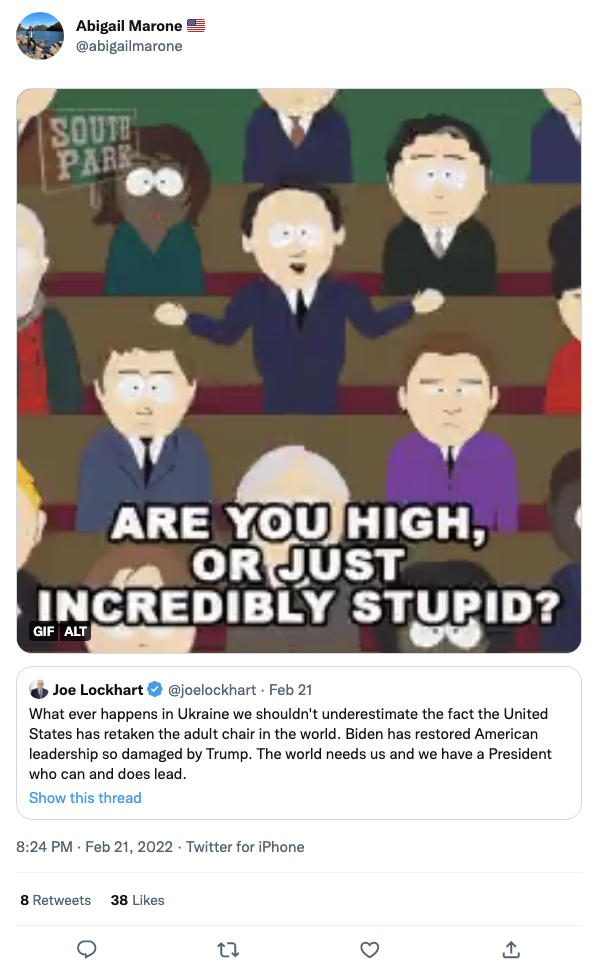 Abigail Marone 🇺🇸
@abigailmarone
SOUTH
PARK
ARE YOU HIGH,
OR JUST
INCREDIBLY STUPID?
GIF ALT
Joe Lockhart @joelockhart · Feb 21
What ever happens in Ukraine we shouldn't underestimate the fact the United
States has retaken the adult chair in the world. Biden has restored American
leadership so damaged by Trump. The world needs us and we have a President
who can and does lead.
Show this thread
8:24 PM · Feb 21, 2022 · Twitter for iPhone
8 Retweets 38 Likes